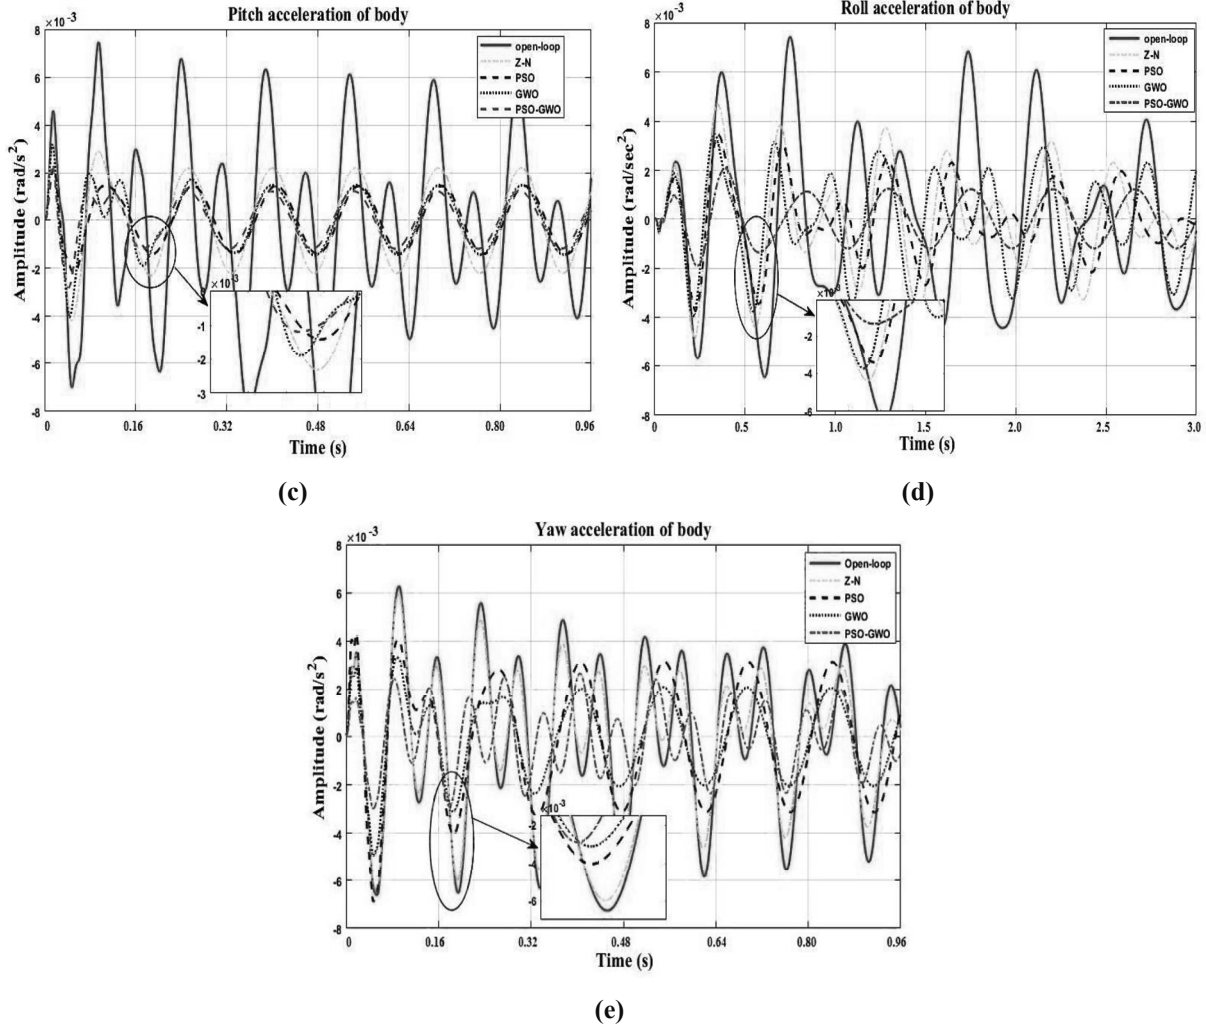 Pitch acceleration of body
×10 -3
Amplitude (rad/s²)
8
6
4
2
0
-2
-4
-6
-8
open-loop
Z-N
PSO
GWO
PSO-GWO
×10 -3
-1
-2
-3
0 0.16 0.32 0.48 0.64 0.80 0.96
Time (s)
(c)
Roll acceleration of body
×10 -3
Amplitude (rad/sec²)
8
6
4
2
0
-2
-4
-6
-8
open-loop
Z-N
PSO
GWO
PSO-GWO
×10 -3
-2
-4
-6
0 0.5 1.0 1.5 2.0 2.5 3.0
Time (s)
(d)
Yaw acceleration of body
×10 -3
Amplitude (rad/s²)
8
6
4
2
0
-2
-4
-6
-8
Open-loop
Z-N
PSO
GWO
PSO-GWO
×10 -3
-2
-4
-6
0 0.16 0.32 0.48 0.64 0.80 0.96
Time (s)
(e)